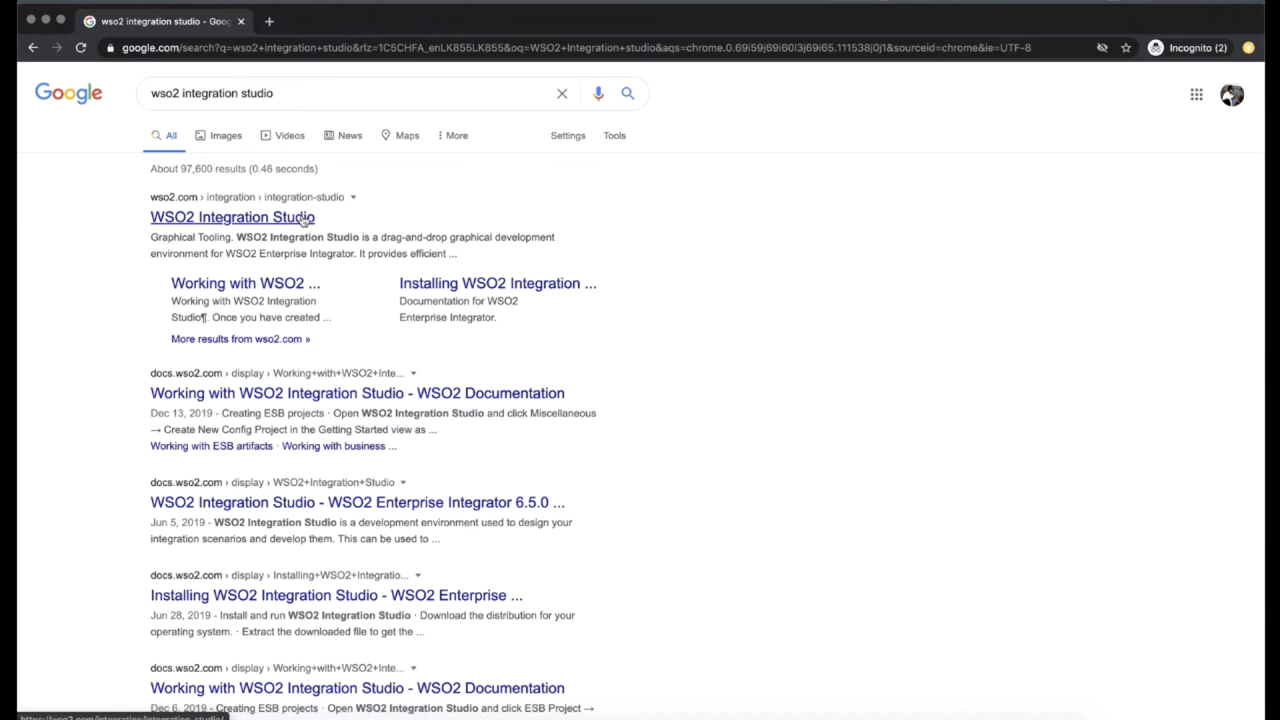 wso2 integration studio - Goog
google.com/search?q=wso2+integration+studio&rlz=1C5CHFA_enLK855LK855&oq=WSO2+Integration+studio&aqs=chrome.0.69i59j69i60l3j69i65.111538j0j1&sourceid=chrome&ie=UTF-8
Incognito (2)
Google
wso2 integration studio
All Images Videos News Maps More Settings Tools
About 97,600 results (0.46 seconds)
wso2.com › integration › integration-studio
WSO2 Integration Studio
Graphical Tooling. WSO2 Integration Studio is a drag-and-drop graphical development
environment for WSO2 Enterprise Integrator. It provides efficient ...
Working with WSO2 ... Installing WSO2 Integration ...
Working with WSO2 Integration Documentation for WSO2
Studio¶. Once you have created ... Enterprise Integrator.
More results from wso2.com »
docs.wso2.com › display › Working+with+WSO2+Inte...
Working with WSO2 Integration Studio - WSO2 Documentation
Dec 13, 2019 - Creating ESB projects · Open WSO2 Integration Studio and click Miscellaneous
→ Create New Config Project in the Getting Started view as ...
Working with ESB artifacts · Working with business ...
docs.wso2.com › display › WSO2+Integration+Studio
WSO2 Integration Studio - WSO2 Enterprise Integrator 6.5.0 ...
Jun 5, 2019 - WSO2 Integration Studio is a development environment used to design your
integration scenarios and develop them. This can be used to ...
docs.wso2.com › display › Installing+WSO2+Integratio...
Installing WSO2 Integration Studio - WSO2 Enterprise ...
Jun 28, 2019 - Install and run WSO2 Integration Studio · Download the distribution for your
operating system. · Extract the downloaded file to get the ...
docs.wso2.com › display › Working+with+WSO2+Inte...
Working with WSO2 Integration Studio - WSO2 Documentation
Dec 6, 2019 - Creating ESB projects · Open WSO2 Integration Studio and click ESB Project →
https://wso2.com/integration/integration-studio/